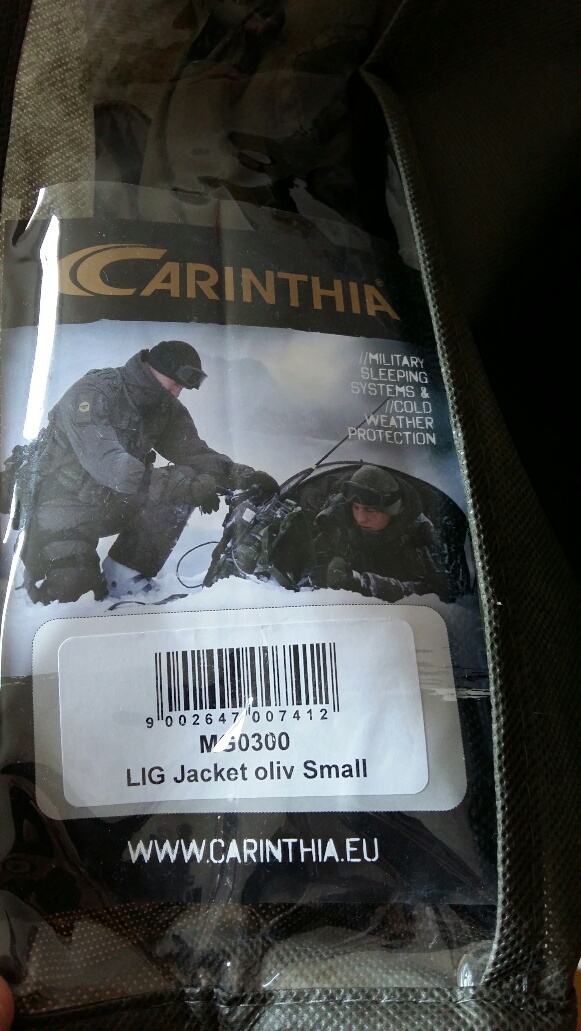 CARINTHIA®
//MILITARY
SLEEPING
SYSTEMS &
//COLD
WEATHER
PROTECTION
9 002647 007412
MG0300
LIG Jacket oliv Small
WWW.CARINTHIA.EU